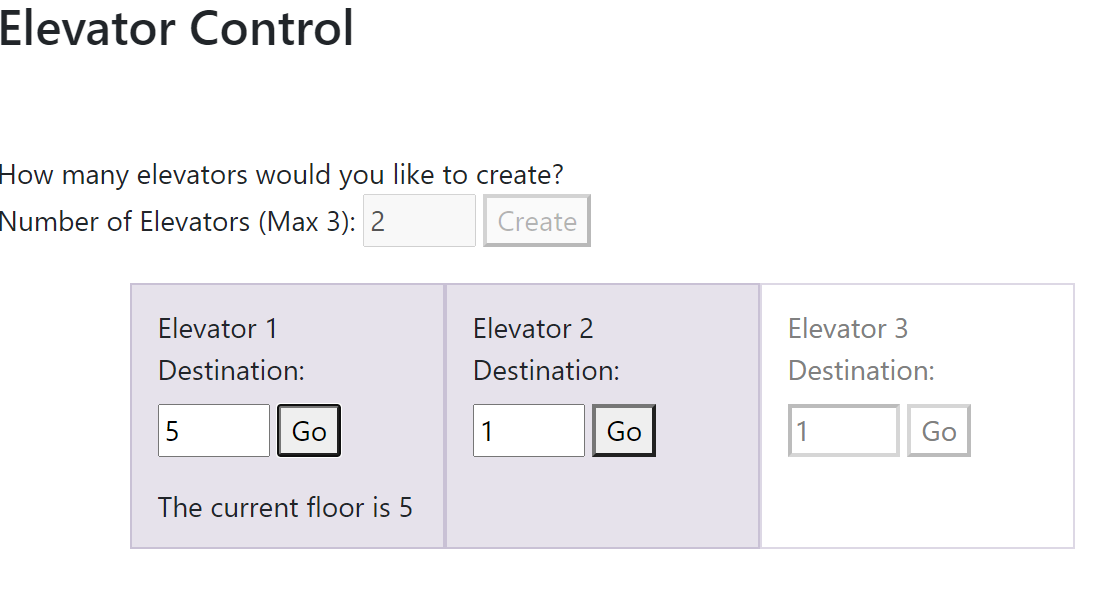 Elevator Control
How many elevators would you like to create?
Number of Elevators (Max 3): 2 Create
Elevator 1
Destination:
5 Go
The current floor is 5
Elevator 2
Destination:
1 Go
Elevator 3
Destination:
1 Go